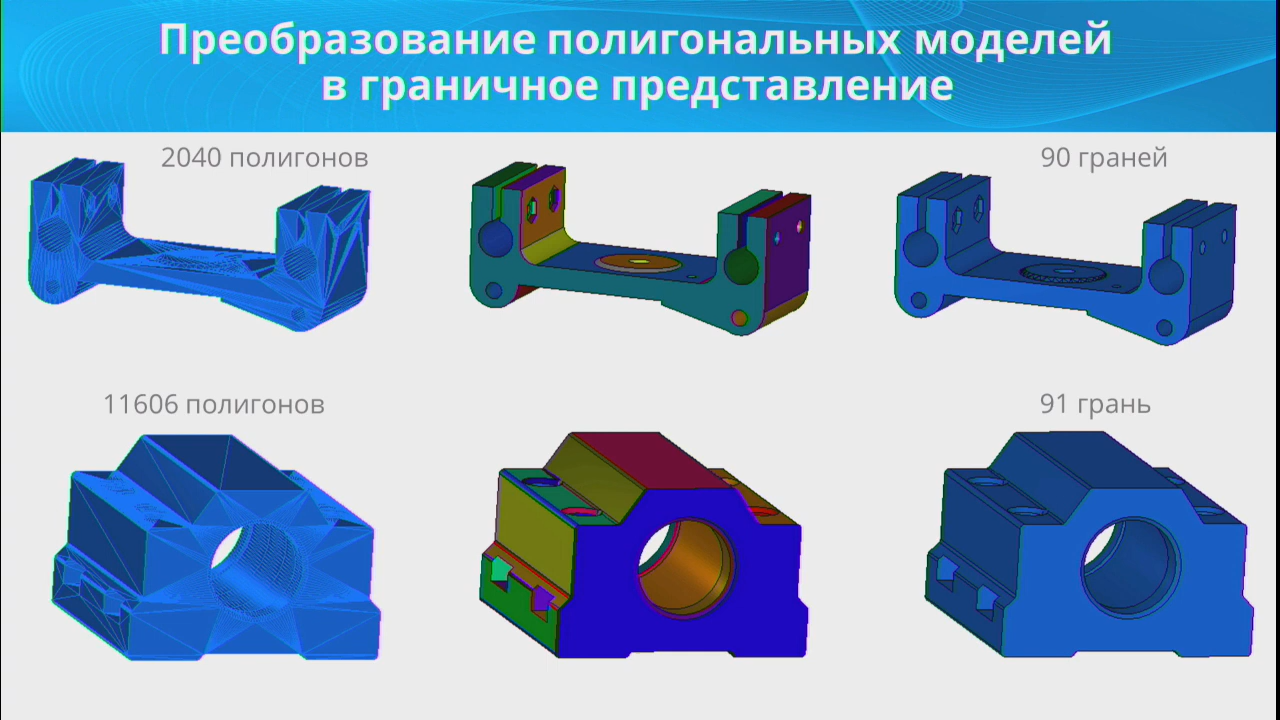 Преобразование полигональных моделей
в граничное представление
2040 полигонов
90 граней
11606 полигонов
91 грань